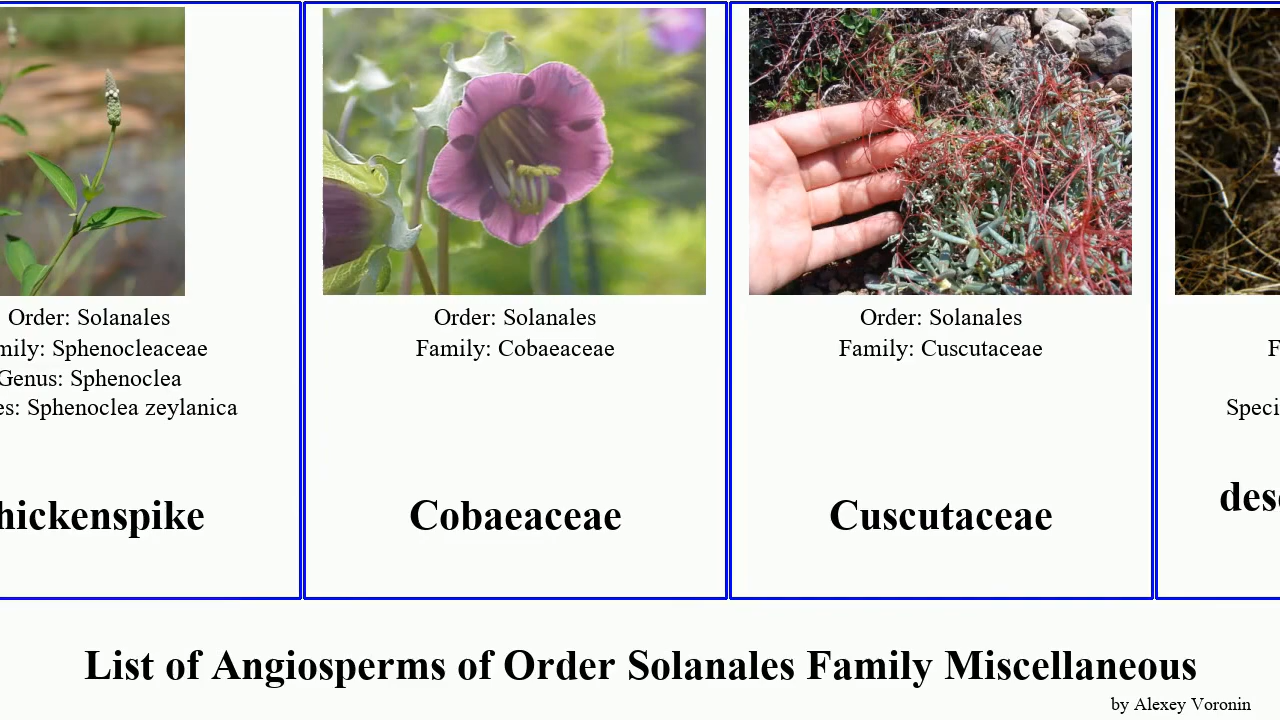 Order: Solanales
mily: Sphenocleaceae
Genus: Sphenoclea
es: Sphenoclea zeylanica
hickenspike
Order: Solanales
Family: Cobaeaceae
Cobaeaceae
Order: Solanales
Family: Cuscutaceae
Cuscutaceae
F
Speci
des
List of Angiosperms of Order Solanales Family Miscellaneous
by Alexey Voronin